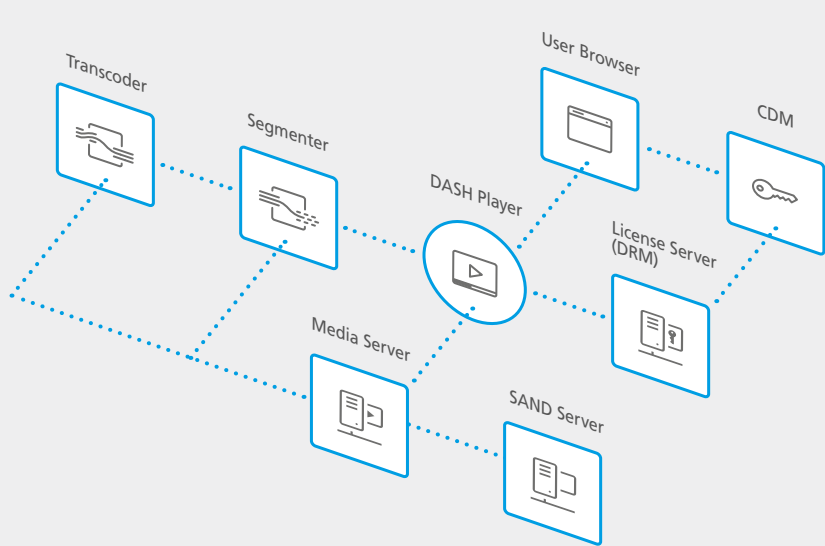 User Browser
Transcoder
CDM
Segmenter
DASH Player
License Server
(DRM)
Media Server
SAND Server